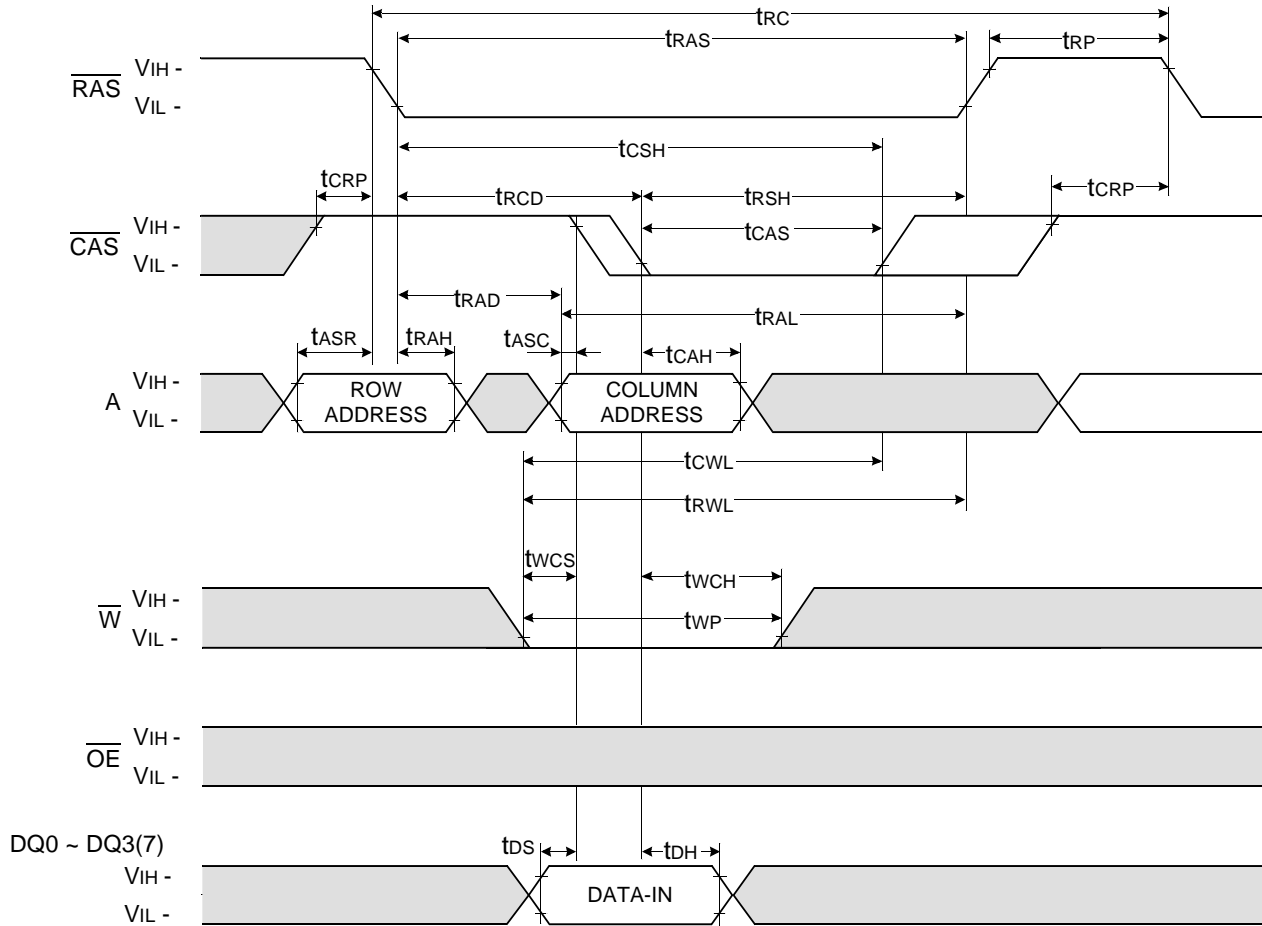 tRC
tRAS
tRP
RAS
VIH -
VIL -
tCSH
tCRP
tRCD
tRSH
tCRP
CAS
VIH -
VIL -
tCAS
tRAD
tRAL
tASR
tRAH
tASC
tCAH
A
VIH -
VIL -
ROW
ADDRESS
COLUMN
ADDRESS
tCWL
tRWL
tWCS
tWCH
W
VIH -
VIL -
tWP
OE
VIH -
VIL -
DQ0 ~ DQ3(7)
tDS
tDH
VIH -
VIL -
DATA-IN